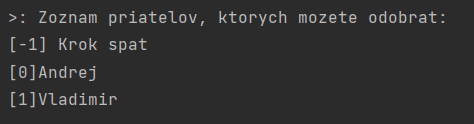 >: Zoznam priatelov, ktorych mozete odobrat:
[-1] Krok spat
[0]Andrej
[1]Vladimir